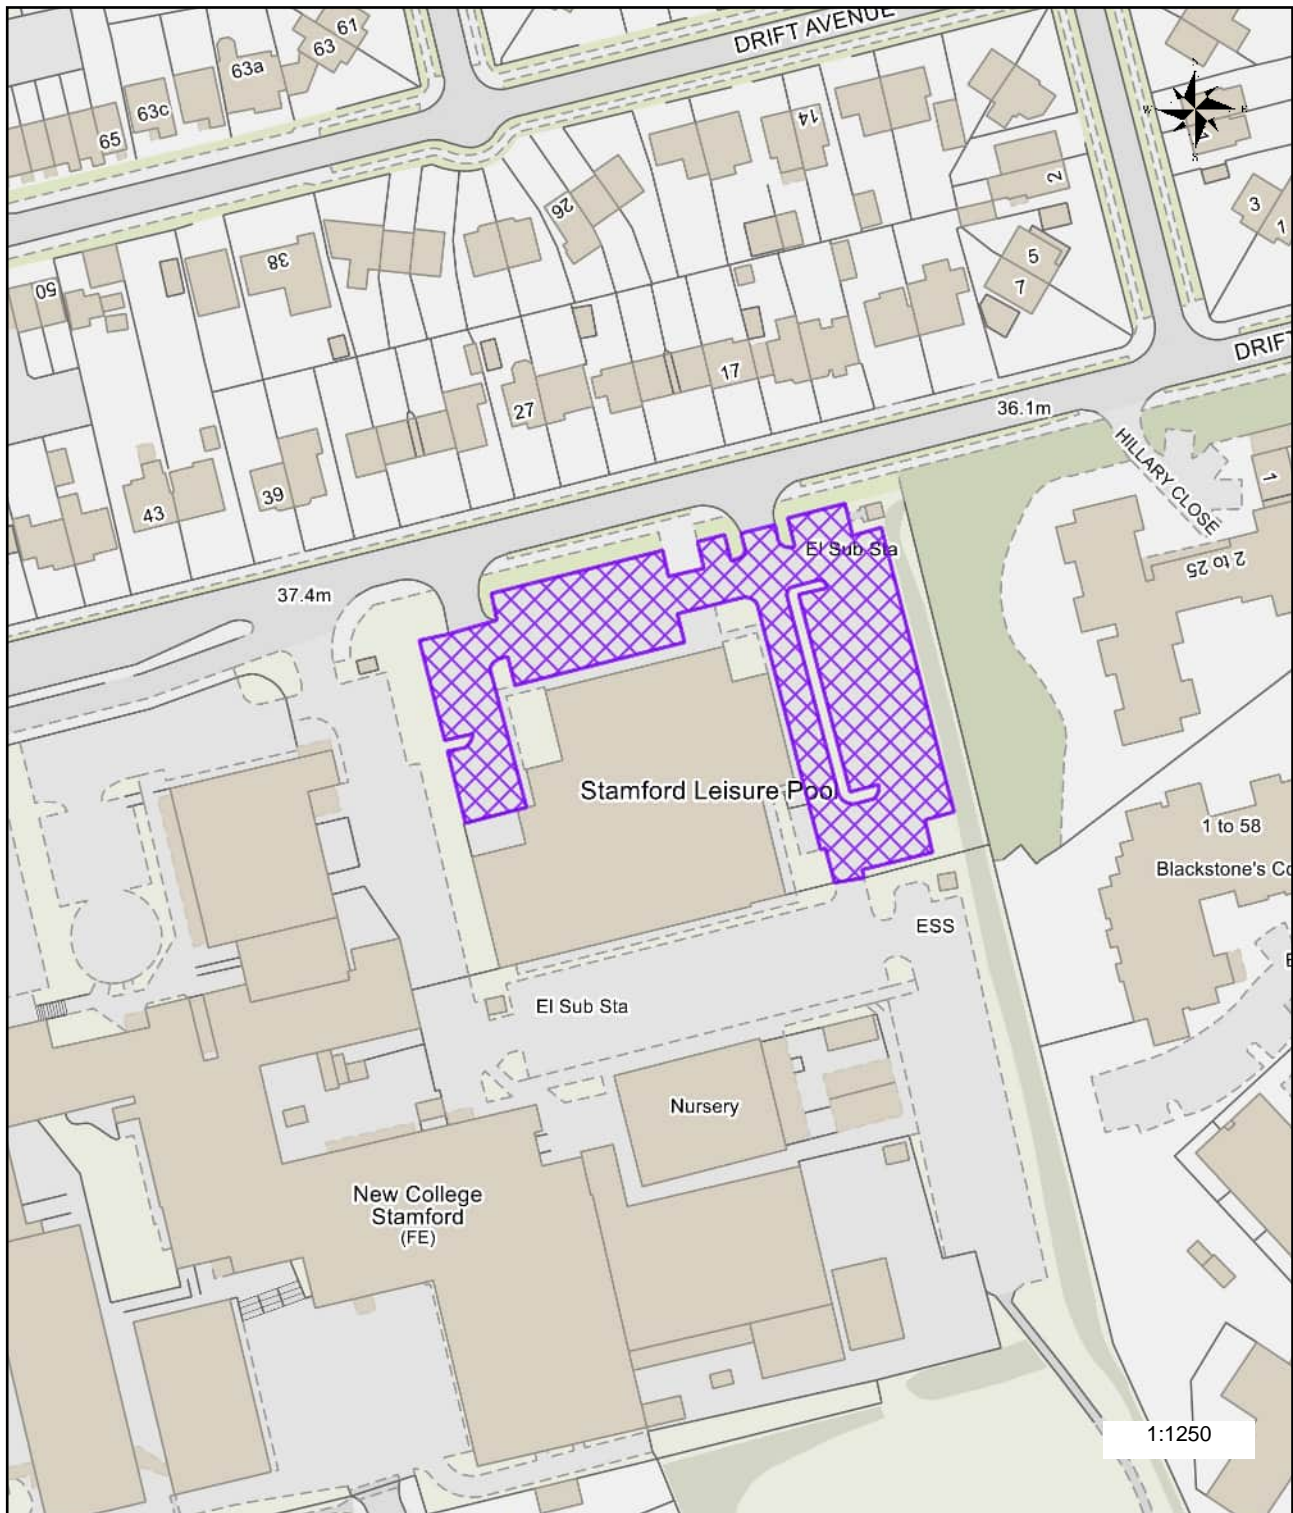 DRIFT AVENUE
61
63
63a
63c
65
14
N
W
E
S
2
3
1
26
5
7
38
50
17
27
DRIF
36.1m
HILLARY CLOSE
1
39
43
El Sub Sta
2 to 25
37.4m
Stamford Leisure Pool
1 to 58
Blackstone's Co
ESS
E
El Sub Sta
Nursery
New College
Stamford
(FE)
1:1250